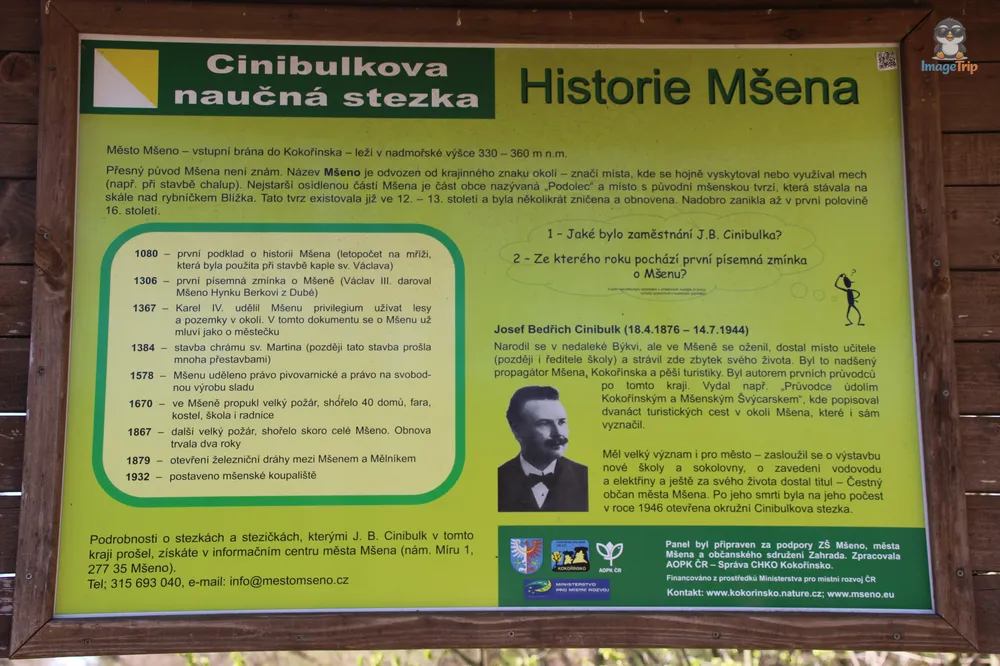 ImageTrip
Cinibulkova
naučná stezka
Historie Mšena
Město Mšeno – vstupní brána do Kokořínska – leží v nadmořské výšce 330 – 360 m n.m.
Přesný původ Mšena není znám. Název Mšeno je odvozen od krajinného znaku okolí – značí místa, kde se hojně vyskytoval nebo využíval mech
(např. při stavbě chalup). Nejstarší osídlenou částí Mšena je část obce nazývaná „Podolec“ a místo s původní mšenskou tvrzí, která stávala na
skále nad rybníčkem Blížka. Tato tvrz existovala již ve 12. – 13. století a byla několikrát zničena a obnovena. Nadobro zanikla až v první polovině
16. století.
1080 – první podklad o historii Mšena (letopočet na mříži,
která byla použita při stavbě kaple sv. Václava)
1306 – první písemná zmínka o Mšeně (Václav III. daroval
Mšeno Hynku Berkovi z Dubé)
1367 – Karel IV. udělil Mšenu privilegium užívat lesy
a pozemky v okolí. V tomto dokumentu se o Mšenu už
mluví jako o městečku
1384 – stavba chrámu sv. Martina (později tato stavba prošla
mnoha přestavbami)
1578 – Mšenu uděleno právo pivovarnické a právo na svobod-
nou výrobu sladu
1670 – ve Mšeně propukl velký požár, shořelo 40 domů, fara,
kostel, škola i radnice
1867 – další velký požár, shořelo skoro celé Mšeno. Obnova
trvala dva roky
1879 – otevření železniční dráhy mezi Mšenem a Mělníkem
1932 – postaveno mšenské koupaliště
1 – Jaké bylo zaměstnání J.B. Cinibulka?
2 – Ze kterého roku pochází první písemná zmínka
o Mšenu?
Josef Bedřich Cinibulk (18.4.1876 – 14.7.1944)
Narodil se v nedaleké Býkvi, ale ve Mšeně se oženil, dostal místo učitele
(později i ředitele školy) a strávil zde zbytek svého života. Byl to nadšený
propagátor Mšena, Kokořínska a pěší turistiky. Byl autorem prvních průvodců
po tomto kraji. Vydal např. „Průvodce údolím
Kokořínským a Mšenským Švýcarskem“, kde popisoval
dvanáct turistických cest v okolí Mšena, které i sám
vyznačil.
Měl velký význam i pro město – zasloužil se o výstavbu
nové školy a sokolovny, o zavedení vodovodu
a elektřiny a ještě za svého života dostal titul – Čestný
občan města Mšena. Po jeho smrti byla na jeho počest
v roce 1946 otevřena okružní Cinibulkova stezka.
Podrobnosti o stezkách a stezičkách, kterými J. B. Cinibulk v tomto
kraji prošel, získáte v informačním centru města Mšena (nám. Míru 1,
277 35 Mšeno).
Tel; 315 693 040, e-mail: info@mestomseno.cz
KOKOŘÍNSKO
AOPK ČR
MINISTERSTVO
PRO MÍSTNÍ ROZVOJ
Panel byl připraven za podpory ZŠ Mšeno, města
Mšena a občanského sdružení Zahrada. Zpracovala
AOPK ČR – Správa CHKO Kokořínsko.
Financováno z prostředků Ministerstva pro místní rozvoj ČR
Kontakt: www.kokorinsko.nature.cz; www.mseno.eu